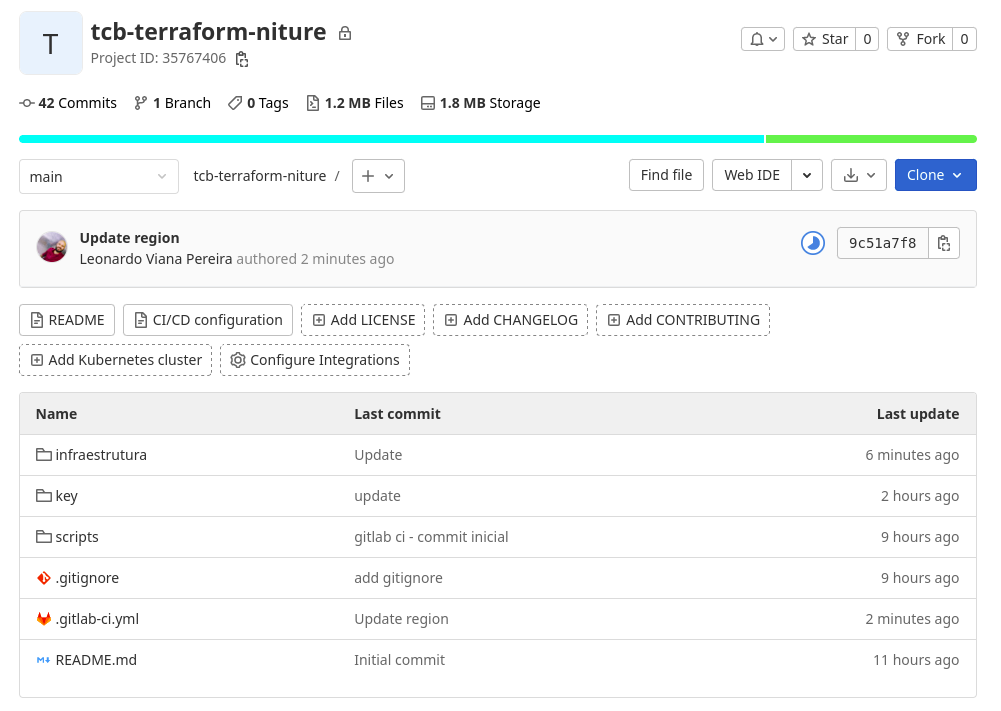 T
tcb-terraform-niture
Project ID: 35767406
Star 0
Fork 0
42 Commits 1 Branch 0 Tags 1.2 MB Files 1.8 MB Storage
main tcb-terraform-niture / Find file Web IDE Clone
Update region
Leonardo Viana Pereira authored 2 minutes ago
9c51a7f8
README CI/CD configuration Add LICENSE Add CHANGELOG Add CONTRIBUTING
Add Kubernetes cluster Configure Integrations
Name Last commit Last update
infraestrutura Update 6 minutes ago
key update 2 hours ago
scripts gitlab ci - commit inicial 9 hours ago
.gitignore add gitignore 9 hours ago
.gitlab-ci.yml Update region 2 minutes ago
README.md Initial commit 11 hours ago